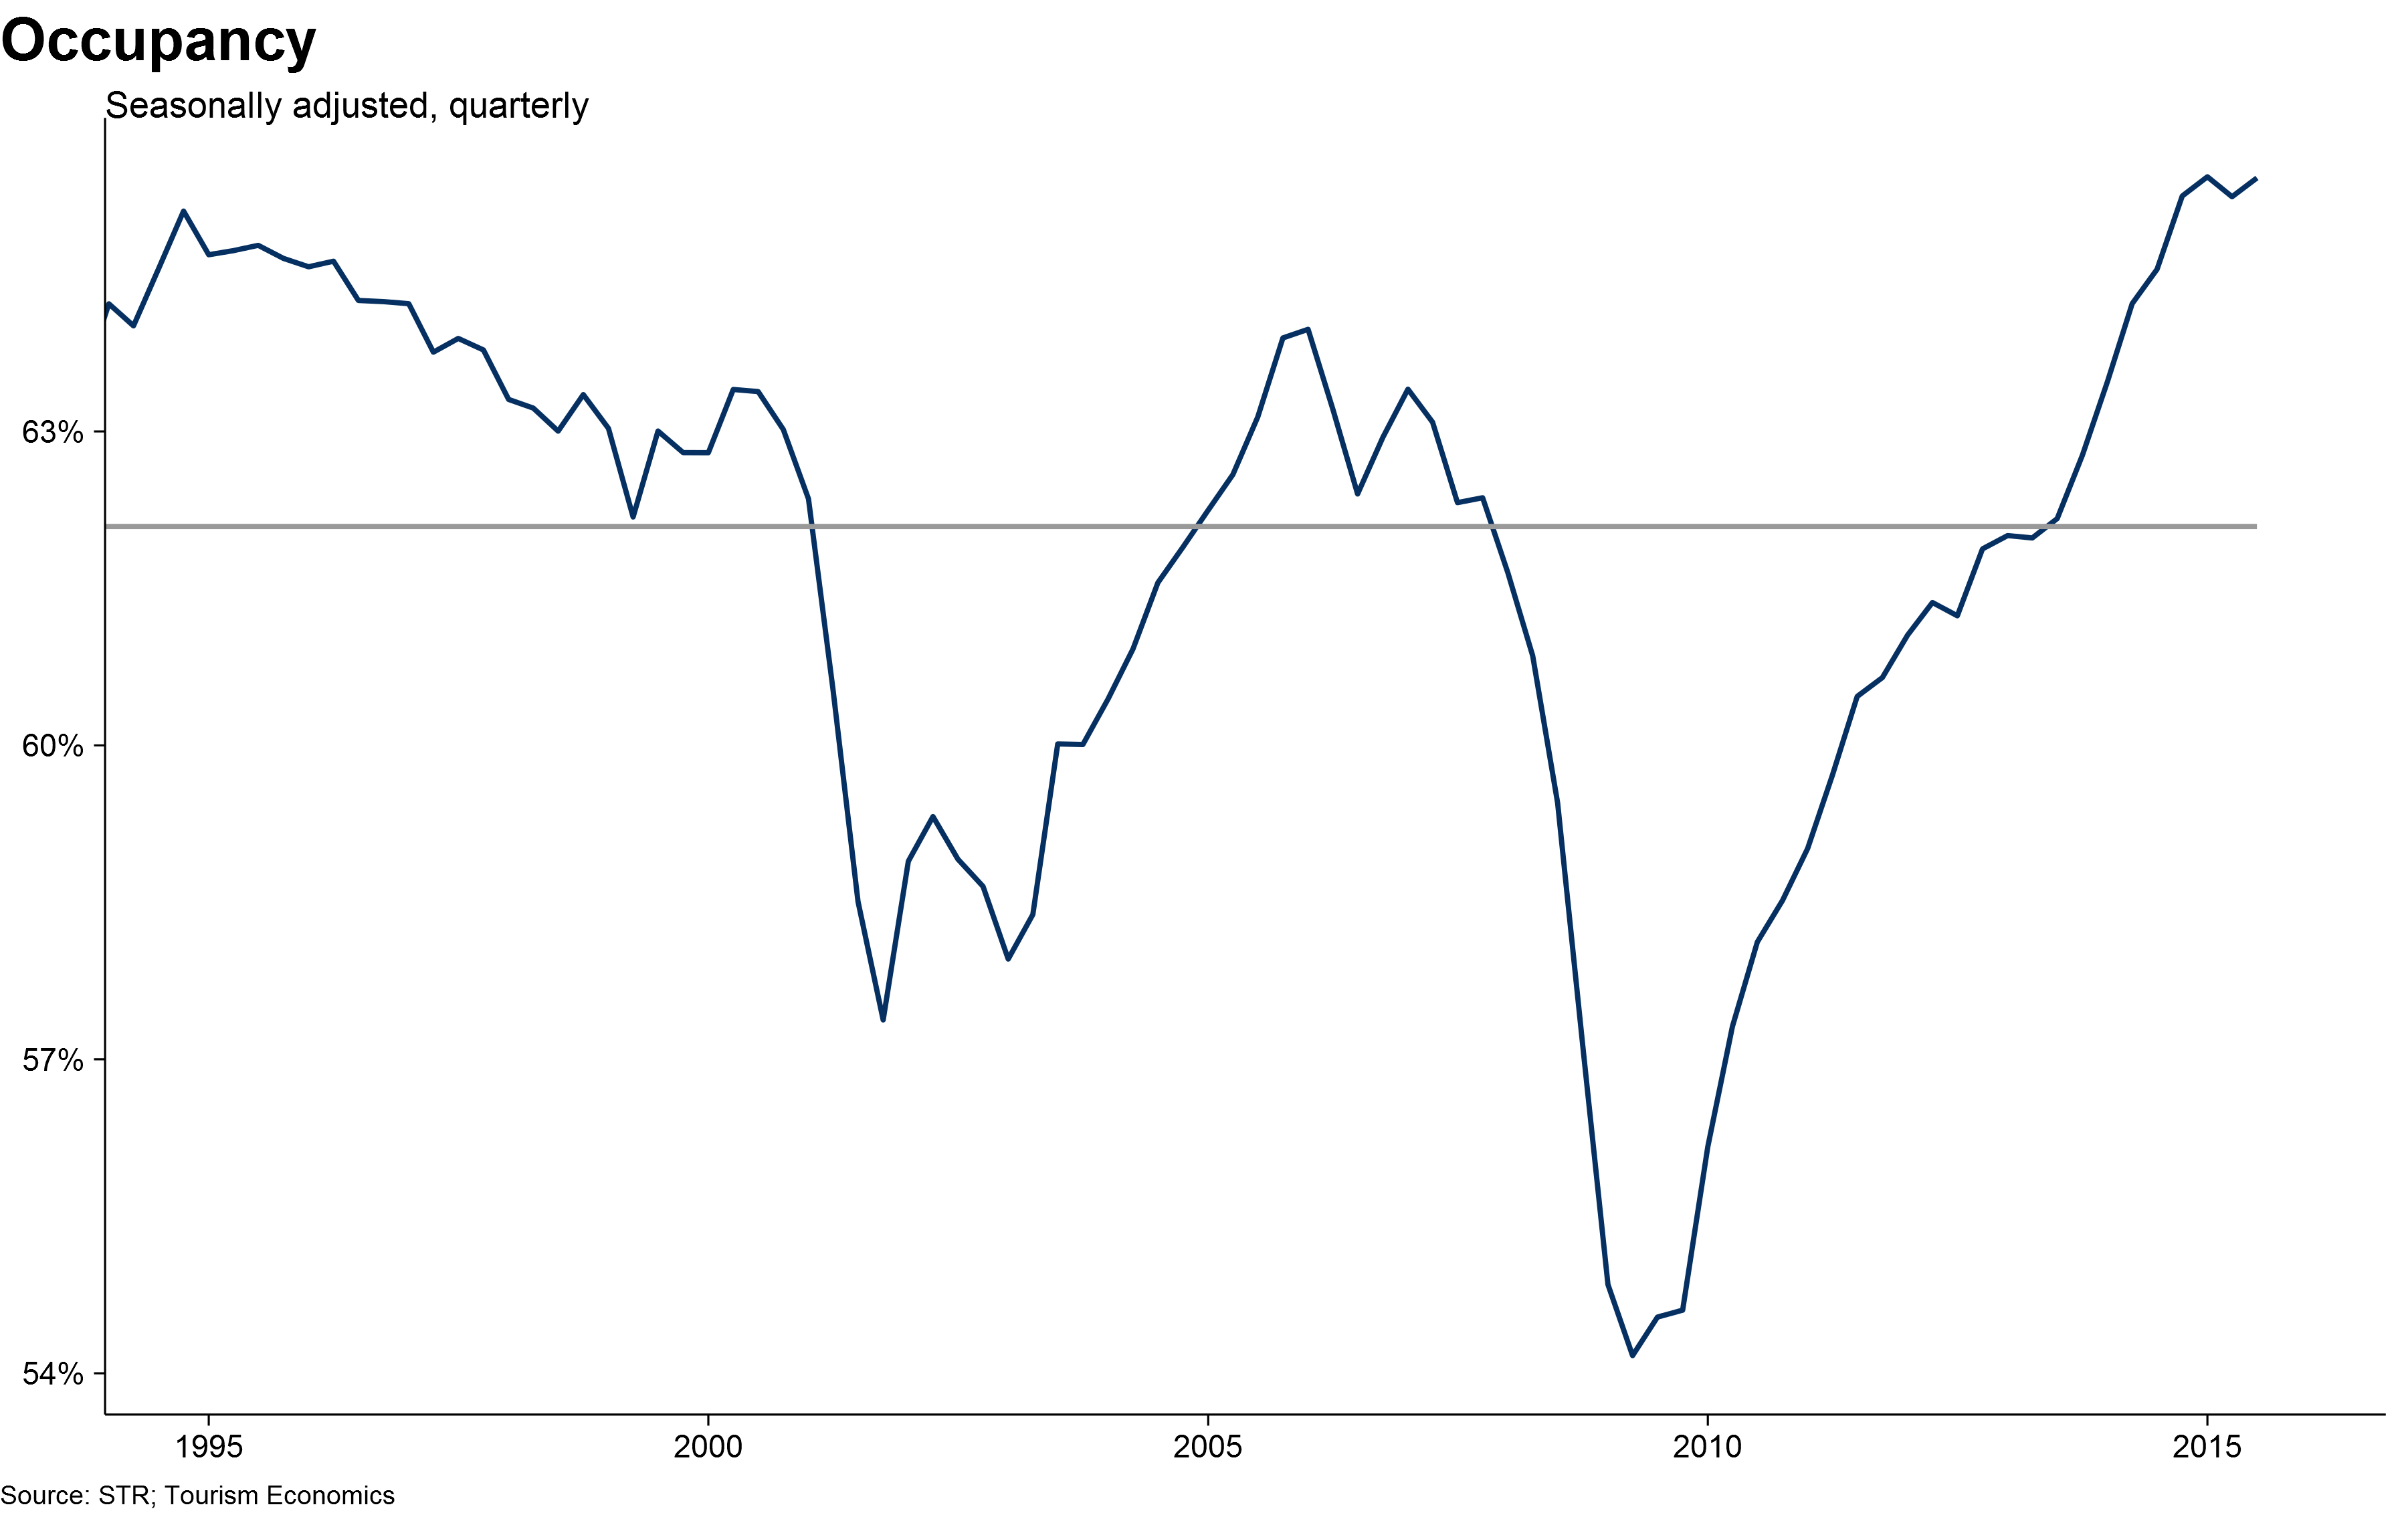 Occupancy
Seasonally adjusted, quarterly
63%
60%
57%
54%
1995 2000 2005 2010 2015
Source: STR; Tourism Economics